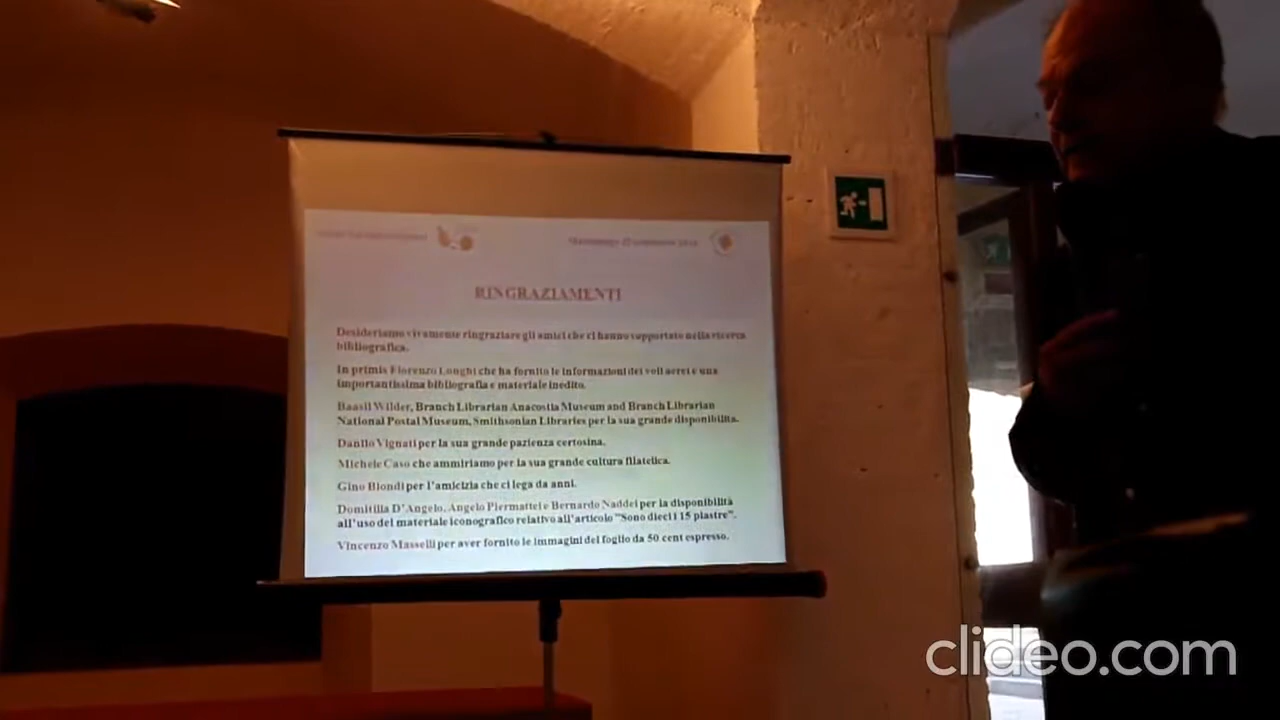 RINGRAZIAMENTI
Desideriamo vivamente ringraziare gli amici che ci hanno supportato nella ricerca
bibliografica.
In primis Fiorenzo Longhi che ha fornito le informazioni dei voli aerei e una
importantissima bibliografia e materiale inedito.
Baasil Wilder, Branch Librarian Anacostia Museum and Branch Librarian
National Postal Museum, Smithsonian Libraries per la sua grande disponibilita.
Danilo Vignati per la sua grande pazienza certosina.
Michele Caso che ammiriamo per la sua grande cultura filatelica.
Gino Biondi per l'amicizia che ci lega da anni.
Domitilla D'Angelo, Angelo Piermattei e Bernardo Naddei per la disponibilità
all'uso del materiale iconografico relativo all'articolo "Sono dieci i 15 piastre".
Vincenzo Masselli per aver fornito le immagini del foglio da 50 cent espresso.
clideo.com